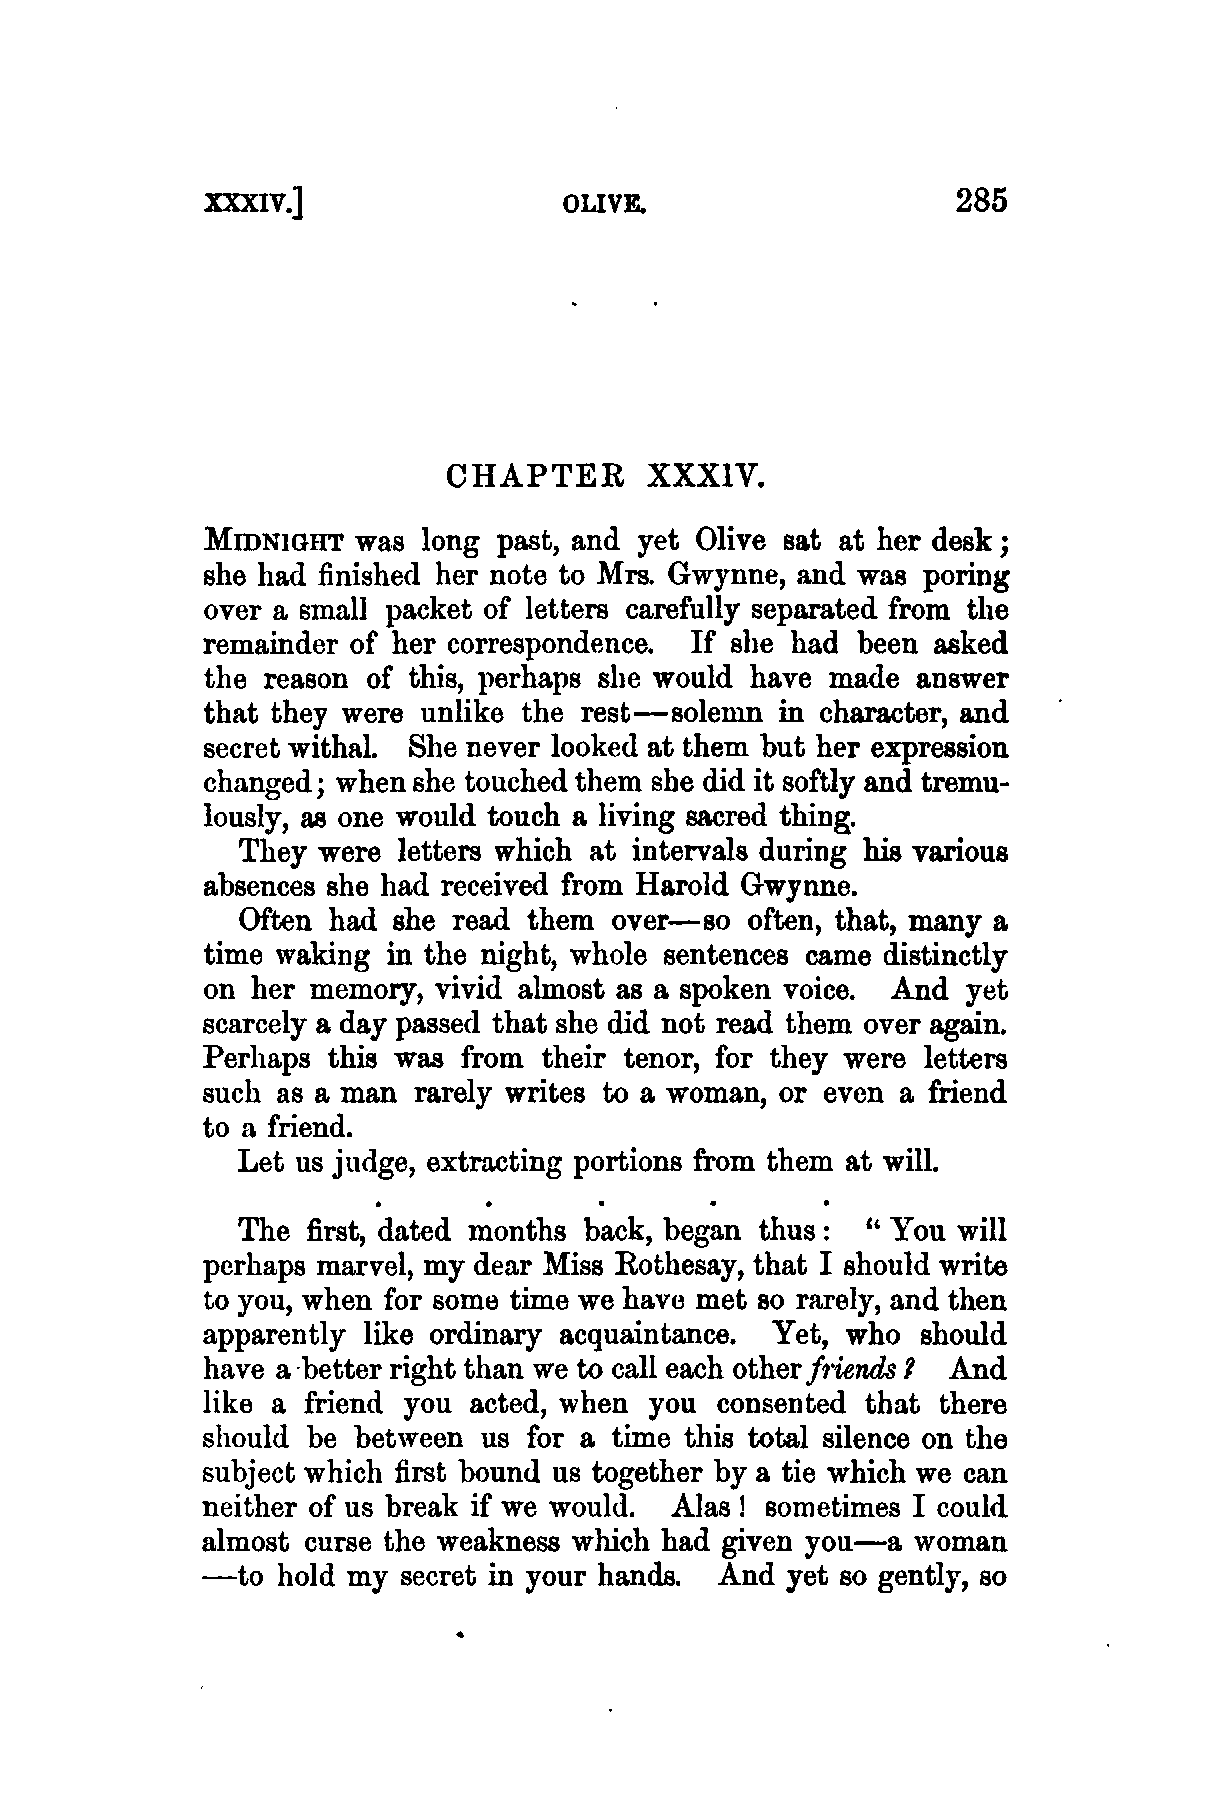 XXXIV.] OLIVE. 285
CHAPTER XXXIV.
MIDNIGHT was long past, and yet Olive sat at her desk;
she had finished her note to Mrs. Gwynne, and was poring
over a small packet of letters carefully separated from the
remainder of her correspondence. If she had been asked
the reason of this, perhaps she would have made answer
that they were unlike the rest—solemn in character, and
secret withal. She never looked at them but her expression
changed; when she touched them she did it softly and tremu-
lously, as one would touch a living sacred thing.
They were letters which at intervals during his various
absences she had received from Harold Gwynne.
Often had she read them over—so often, that, many a
time waking in the night, whole sentences came distinctly
on her memory, vivid almost as a spoken voice. And yet
scarcely a day passed that she did not read them over again.
Perhaps this was from their tenor, for they were letters
such as a man rarely writes to a woman, or even a friend
to a friend.
Let us judge, extracting portions from them at will.
. . . . .
The first, dated months back, began thus: “ You will
perhaps marvel, my dear Miss Rothesay, that I should write
to you, when for some time we have met so rarely, and then
apparently like ordinary acquaintance. Yet, who should
have a better right than we to call each other friends? And
like a friend you acted, when you consented that there
should be between us for a time this total silence on the
subject which first bound us together by a tie which we can
neither of us break if we would. Alas! sometimes I could
almost curse the weakness which had given you—a woman
—to hold my secret in your hands. And yet so gently, so